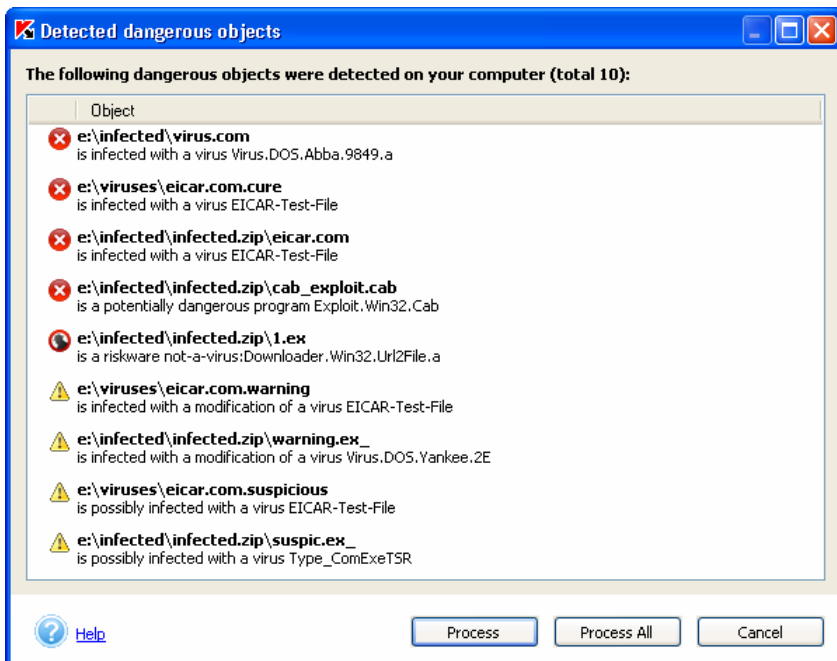 Detected dangerous objects
The following dangerous objects were detected on your computer (total 10):
Object
e:\infected\virus.com
is infected with a virus Virus.DOS.Abba.9849.a
e:\viruses\eicar.com.cure
is infected with a virus EICAR-Test-File
e:\infected\infected.zip\eicar.com
is infected with a virus EICAR-Test-File
e:\infected\infected.zip\cab_exploit.cab
is a potentially dangerous program Exploit.Win32.Cab
e:\infected\infected.zip\1.ex
is a riskware not-a-virus:Downloader.Win32.Url2File.a
e:\viruses\eicar.com.warning
is infected with a modification of a virus EICAR-Test-File
e:\infected\infected.zip\warning.ex_
is infected with a modification of a virus Virus.DOS.Yankee.2E
e:\viruses\eicar.com.suspicious
is possibly infected with a virus EICAR-Test-File
e:\infected\infected.zip\suspic.ex_
is possibly infected with a virus Type_ComExeTSR
Help Process Process All Cancel